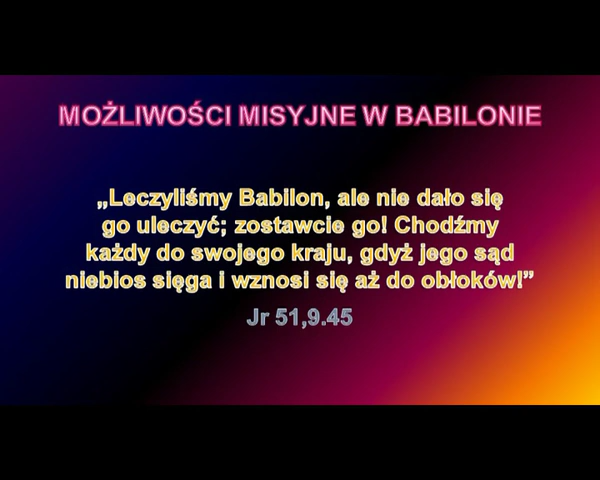 MOŻLIWOŚCI MISYJNE W BABILONIE
„Leczyliśmy Babilon, ale nie dało się
go uleczyć; zostawcie go! Chodźmy
każdy do swojego kraju, gdyż jego sąd
niebios sięga i wznosi się aż do obłoków!”
Jr 51,9.45